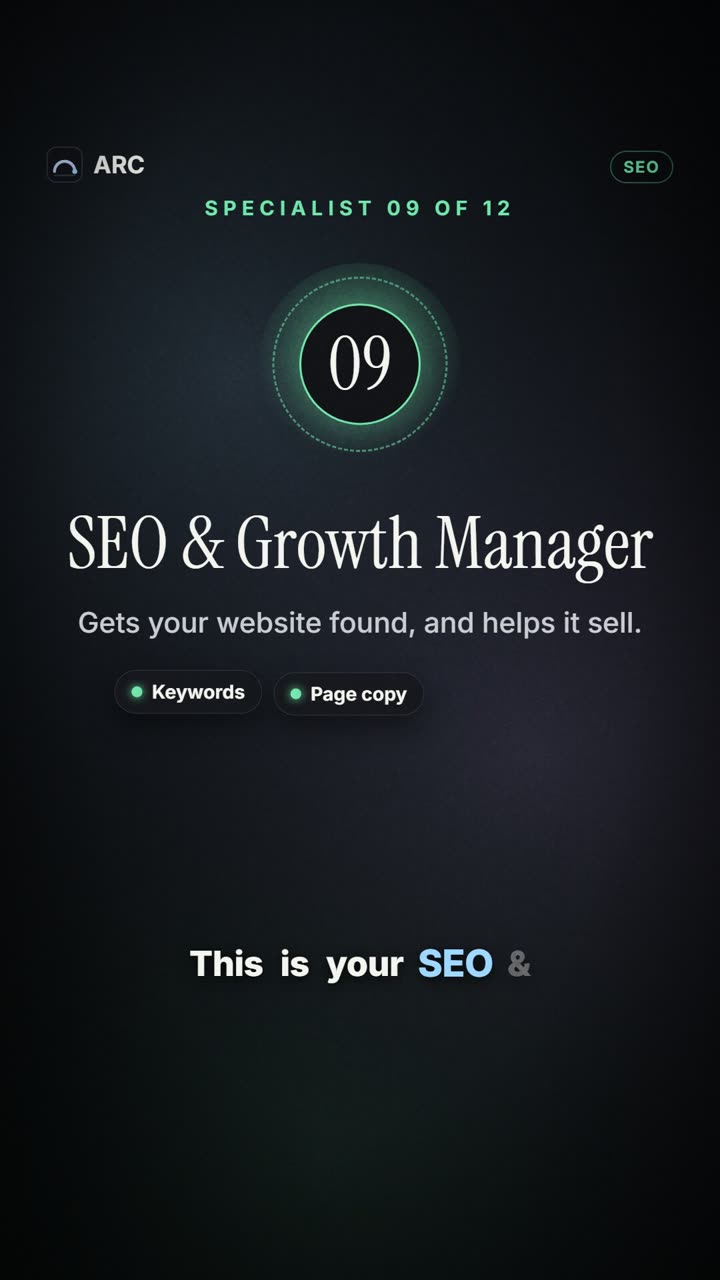 ARC
SEO
SPECIALIST 09 OF 12
09
SEO & Growth Manager
Gets your website found, and helps it sell.
Keywords
Page copy
This is your SEO &